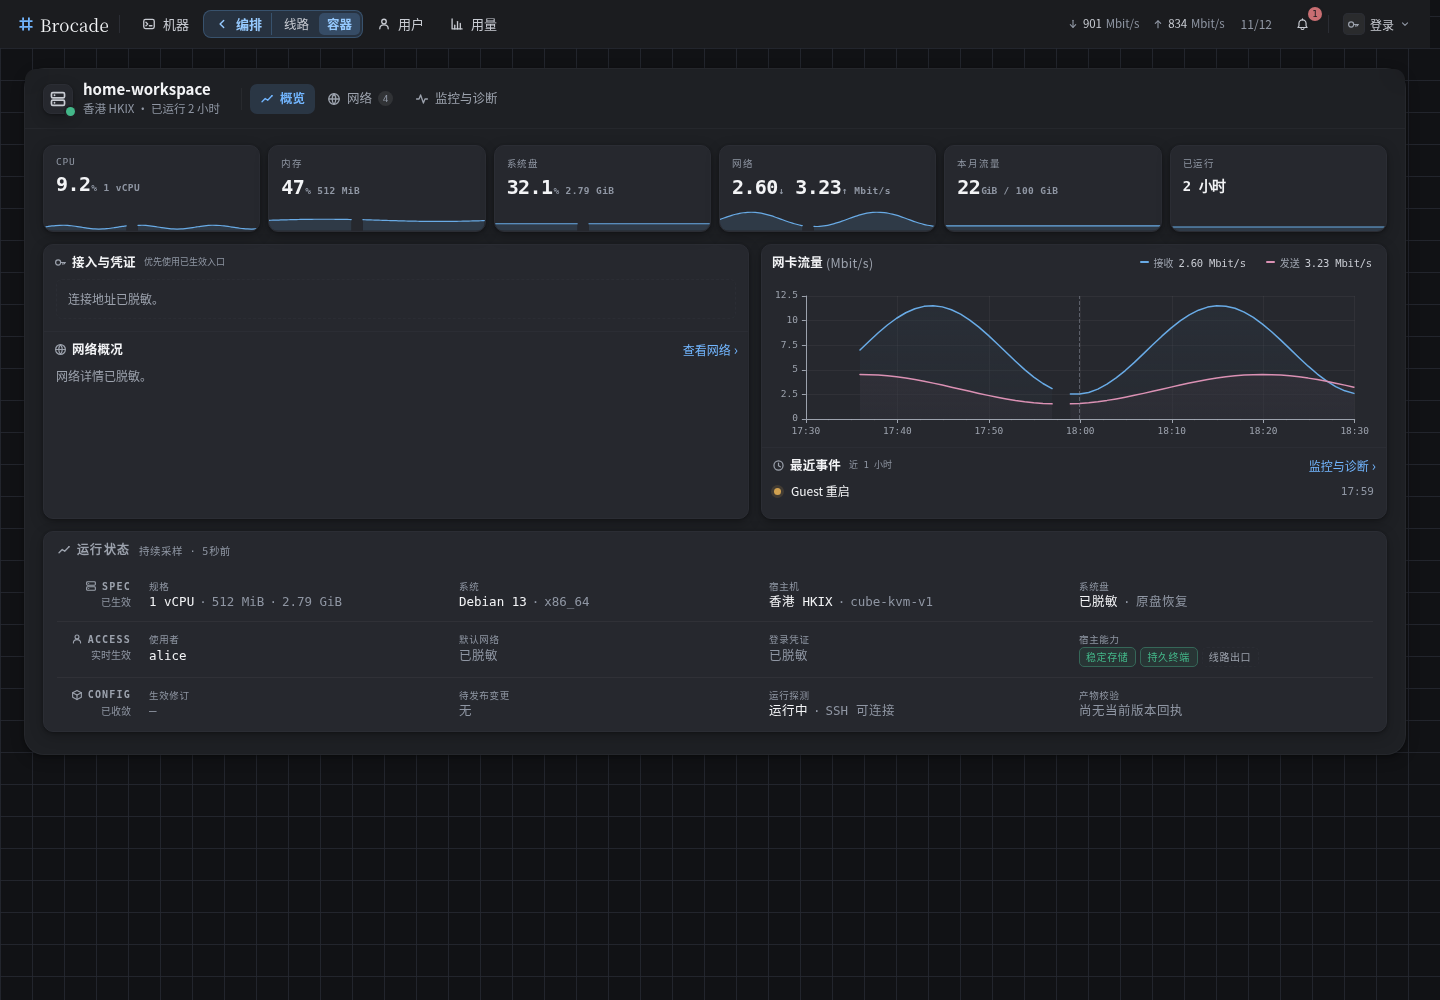 Brocade 机器 编排 线路 容器 用户 用量 ↓ 901 Mbit/s ↑ 834 Mbit/s 11/12 1 登录
home-workspace
香港 HKIX • 已运行 2 小时
概览 网络 4 监控与诊断
CPU
9.2% 1 vCPU
内存
47% 512 MiB
系统盘
32.1% 2.79 GiB
网络
2.60↓ 3.23↑ Mbit/s
本月流量
22GiB / 100 GiB
已运行
2 小时
接入与凭证 优先使用已生效入口
连接地址已脱敏。
网络概况 查看网络 ›
网络详情已脱敏。
网卡流量 (Mbit/s) 接收 2.60 Mbit/s 发送 3.23 Mbit/s
12.5
10
7.5
5
2.5
0
17:30 17:40 17:50 18:00 18:10 18:20 18:30
最近事件 近 1 小时 监控与诊断 ›
Guest 重启 17:59
运行状态 持续采样 · 5秒前
SPEC
已生效
规格
1 vCPU · 512 MiB · 2.79 GiB
系统
Debian 13 · x86_64
宿主机
香港 HKIX · cube-kvm-v1
系统盘
已脱敏 · 原盘恢复
ACCESS
实时生效
使用者
alice
默认网络
已脱敏
登录凭证
已脱敏
宿主能力
稳定存储 持久终端 线路出口
CONFIG
已收敛
生效修订
—
待发布变更
无
运行探测
运行中 · SSH 可连接
产物校验
尚无当前版本回执